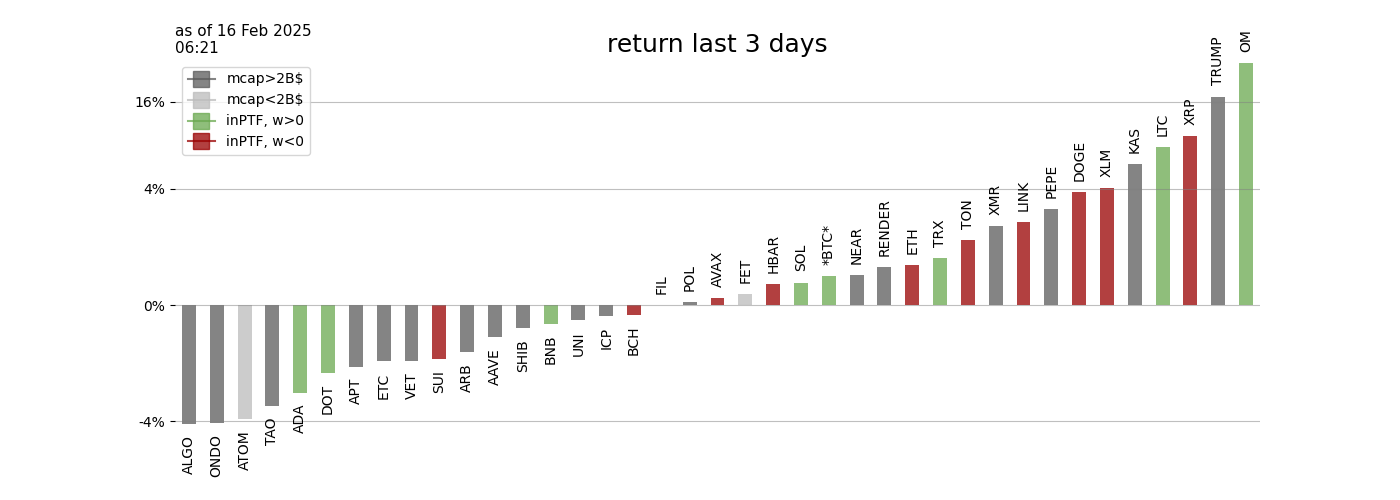 as of 16 Feb 2025
06:21
return last 3 days
mcap>2B$
mcap<2B$
inPTF, w>0
inPTF, w<0
16%
4%
0%
-4%
ALGO
ONDO
ATOM
TAO
ADA
DOT
APT
ETC
VET
SUI
ARB
AAVE
SHIB
BNB
UNI
ICP
BCH
FIL
POL
AVAX
FET
HBAR
SOL
*BTC*
NEAR
RENDER
ETH
TRX
TON
XMR
LINK
PEPE
DOGE
XLM
KAS
LTC
XRP
TRUMP
OM